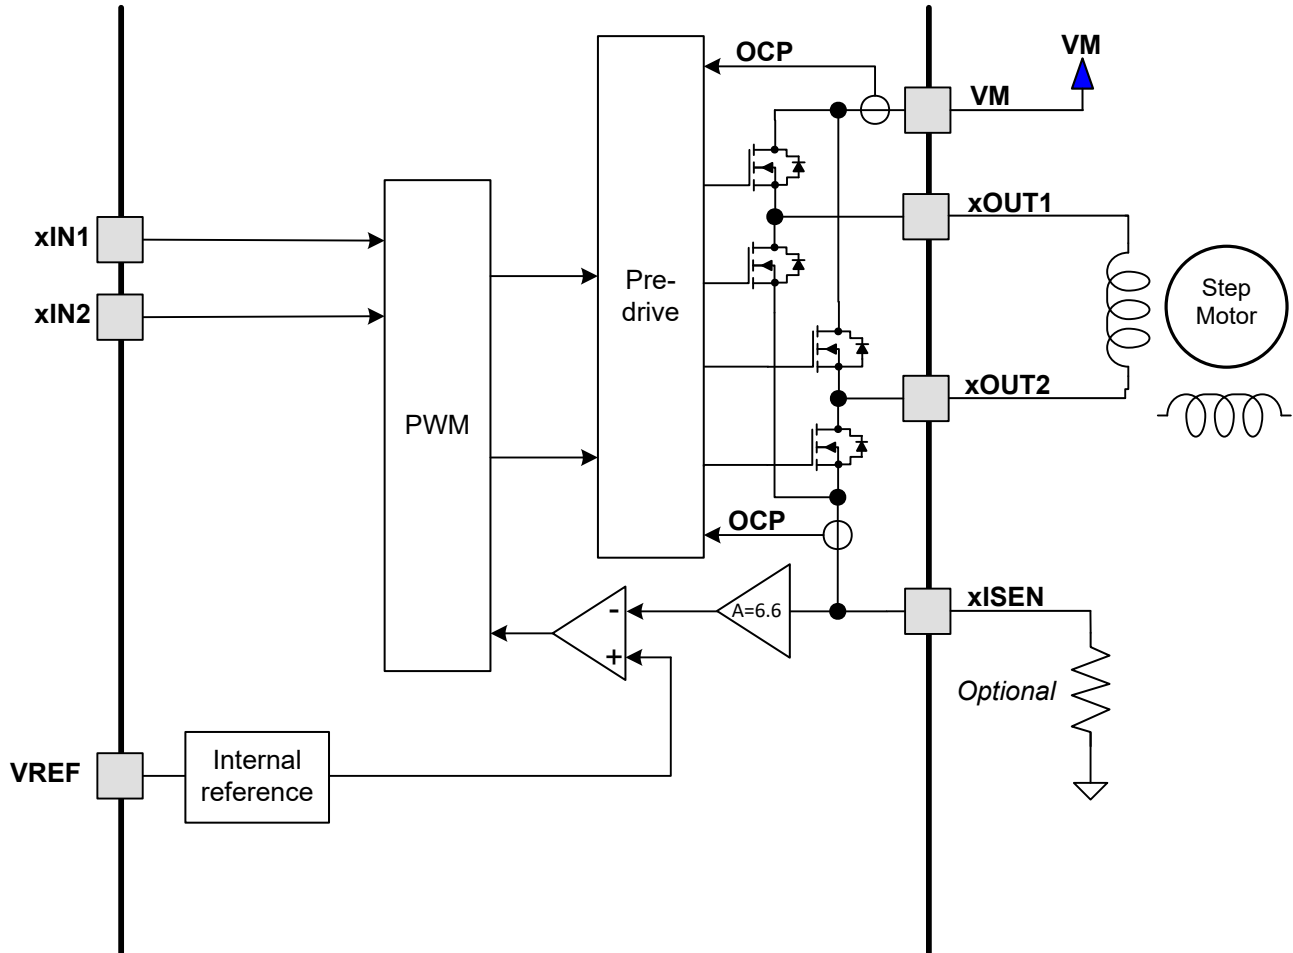 VM
OCP
VM
xOUT1
xIN1
xIN2
Pre-
drive
Step
Motor
xOUT2
PWM
OCP
xISEN
A=6.6
-
+
Optional
VREF
Internal
reference